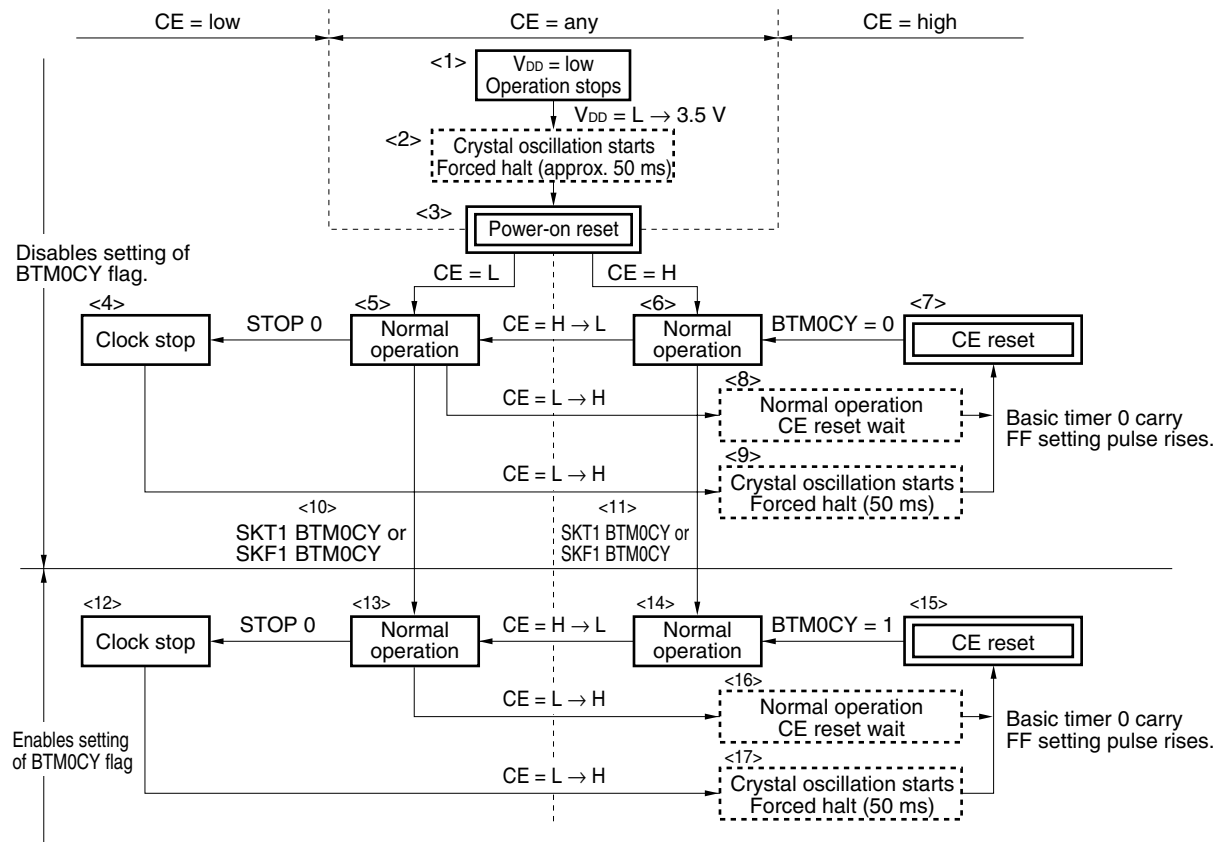 CE = low
CE = any
CE = high
<1>
VDD = low
Operation stops
VDD = L → 3.5 V
<2>
Crystal oscillation starts
Forced halt (approx. 50 ms)
<3>
Power-on reset
Disables setting of
BTM0CY flag.
CE = L
CE = H
<4>
<5>
<6>
<7>
Clock stop
STOP 0
Normal
operation
CE = H → L
Normal
operation
BTM0CY = 0
CE reset
CE = L → H
<8>
Normal operation
CE reset wait
Basic timer 0 carry
FF setting pulse rises.
CE = L → H
<9>
Crystal oscillation starts
Forced halt (50 ms)
<10>
SKT1 BTM0CY or
SKF1 BTM0CY
<11>
SKT1 BTM0CY or
SKF1 BTM0CY
<12>
<13>
<14>
<15>
Clock stop
STOP 0
Normal
operation
CE = H → L
Normal
operation
BTM0CY = 1
CE reset
CE = L → H
<16>
Normal operation
CE reset wait
Basic timer 0 carry
FF setting pulse rises.
Enables setting
of BTM0CY flag
CE = L → H
<17>
Crystal oscillation starts
Forced halt (50 ms)